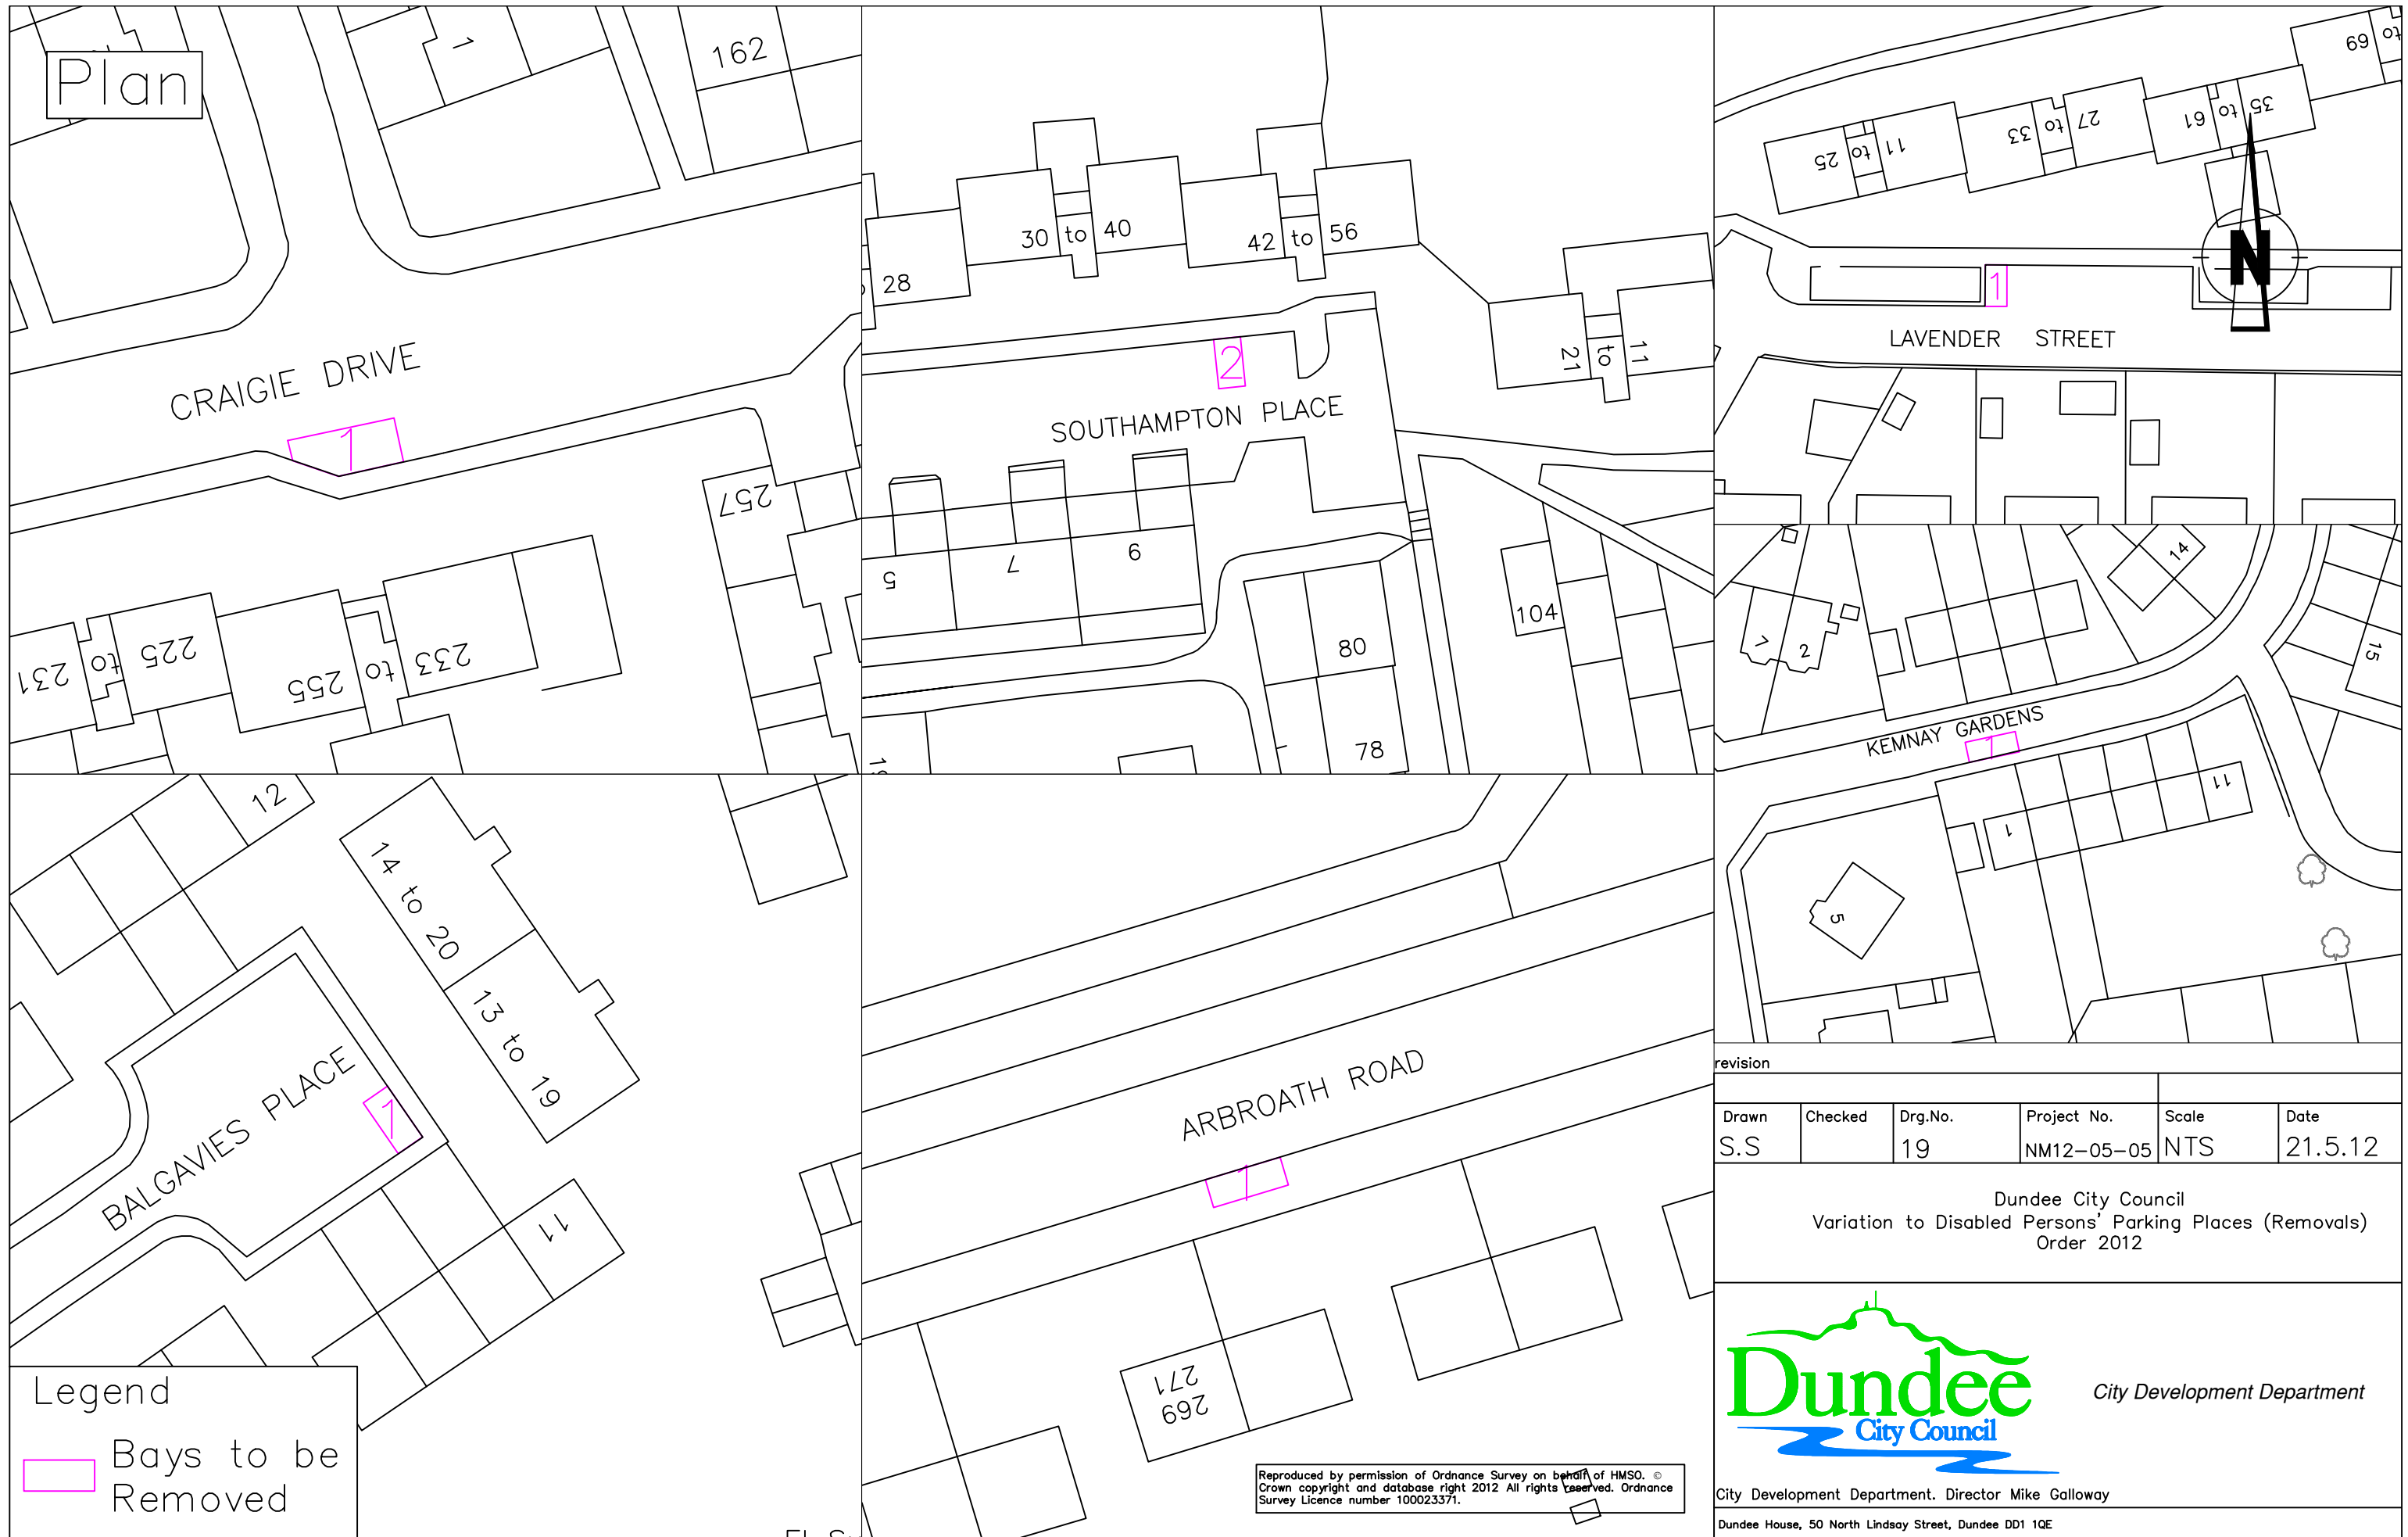 Plan
1
162
CRAIGIE DRIVE
1
257
231 to 225
255 to 233
28
30 to 40
42 to 56
21 to 11
2
SOUTHAMPTON PLACE
5
7
9
104
80
78
69 to
25 to 11
33 to 27
61 to 35
N
1
LAVENDER STREET
14
7
2
15
KEMNAY GARDENS
1
1
11
5
12
14 to 20
13 to 19
BALGAVIES PLACE
1
11
ARBROATH ROAD
1
271
269
Legend
Bays to be
Removed
Reproduced by permission of Ordnance Survey on behalf of HMSO. ©
Crown copyright and database right 2012 All rights reserved. Ordnance
Survey Licence number 100023371.
revision
Drawn Checked Drg.No. Project No. Scale Date
S.S 19 NM12-05-05 NTS 21.5.12
Dundee City Council
Variation to Disabled Persons' Parking Places (Removals)
Order 2012
Dundee
City Council
City Development Department
City Development Department. Director Mike Galloway
Dundee House, 50 North Lindsay Street, Dundee DD1 1QE